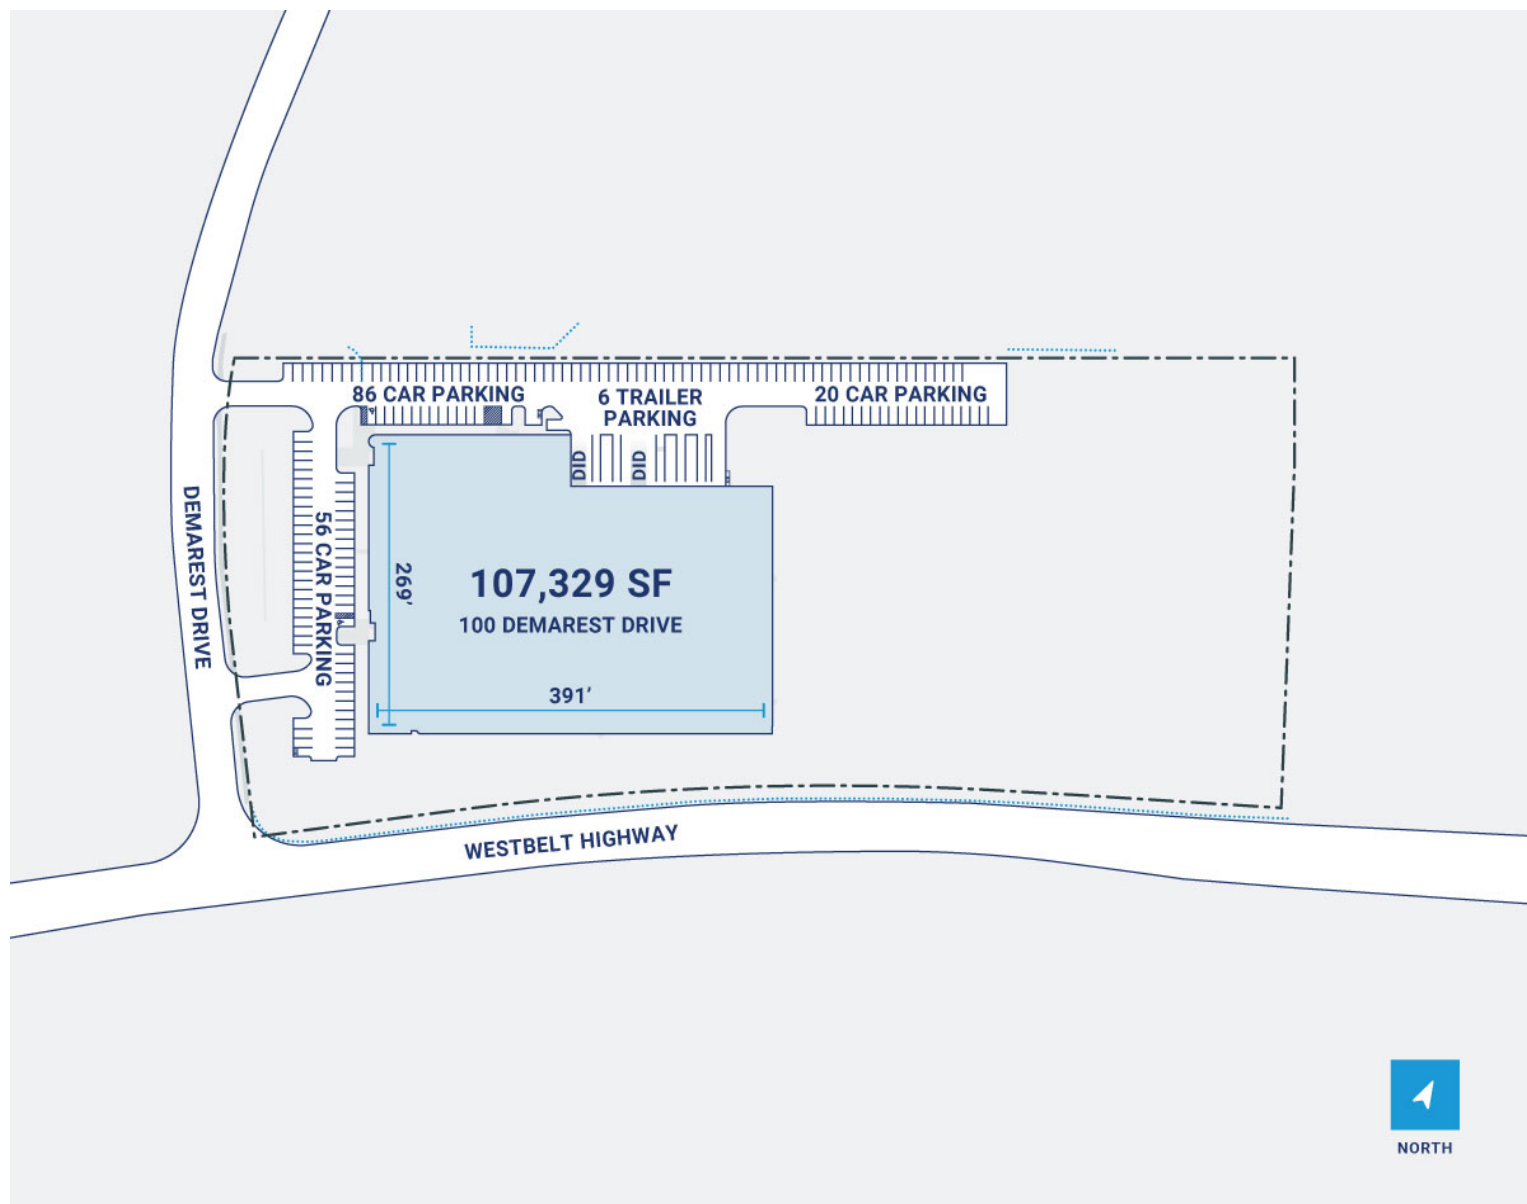 86 CAR PARKING
6 TRAILER
PARKING
20 CAR PARKING
DID
DID
DEMAREST DRIVE
56 CAR PARKING
269’
107,329 SF
100 DEMAREST DRIVE
391’
WESTBELT HIGHWAY
NORTH